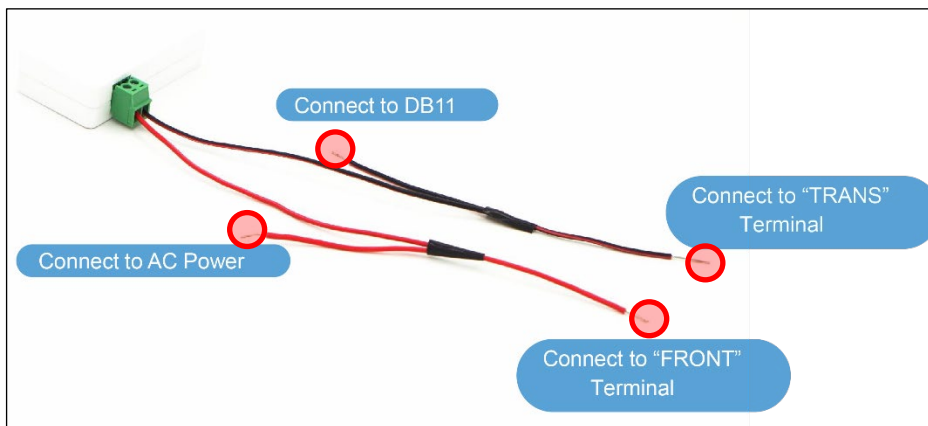 Connect to DB11
Connect to “TRANS”
Terminal
Connect to AC Power
Connect to “FRONT”
Terminal